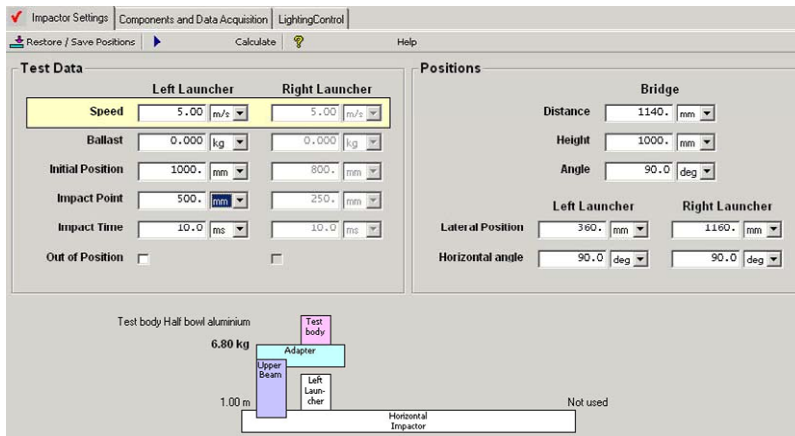 Impactor Settings Components and Data Acquisition LightingControl
Restore / Save Positions Calculate Help
Test Data
Left Launcher Right Launcher
Speed 5.00 m/s 5.00 m/s
Ballast 0.000 kg 0.000 kg
Initial Position 1000. mm 800. mm
Impact Point 500. mm 250. mm
Impact Time 10.0 ms 10.0 ms
Out of Position
Positions
Bridge
Distance 1140. mm
Height 1000. mm
Angle 90.0 deg
Left Launcher Right Launcher
Lateral Position 360. mm 1160. mm
Horizontal angle 90.0 deg 90.0 deg
Test body Half bowl aluminium
6.80 kg
Test
body
Adapter
Upper
Beam
Left
Laun-
cher
1.00 m
Not used
Horizontal
Impactor